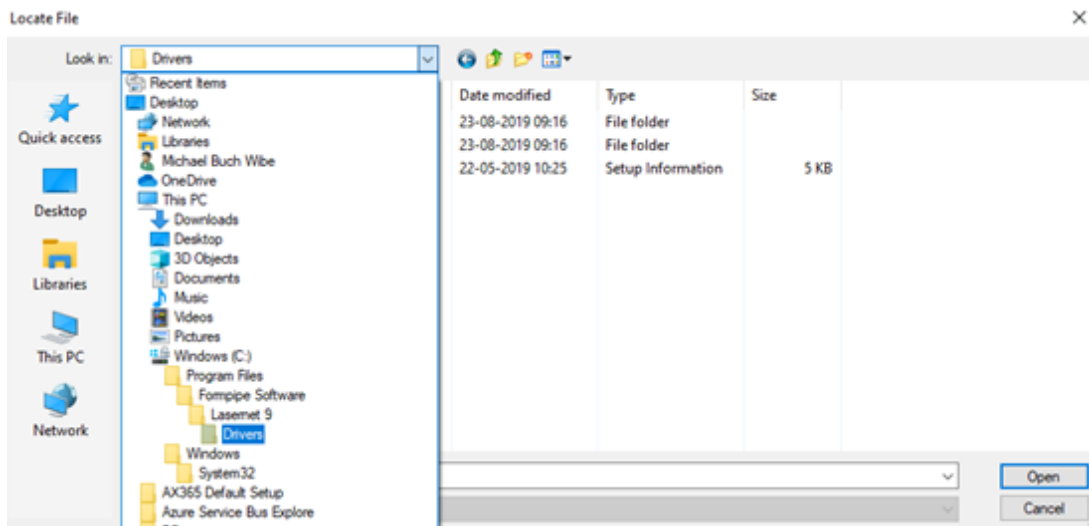 Locate File
Look in:
Drivers
Recent Items
Desktop
Network
Libraries
Michael Buch Wibe
OneDrive
This PC
Downloads
Desktop
3D Objects
Documents
Music
Videos
Pictures
Windows (C:)
Program Files
Formpipe Software
Lasernet 9
Drivers
Windows
System32
AX365 Default Setup
Azure Service Bus Explore
Quick access
Desktop
Libraries
This PC
Network
Date modified Type Size
23-08-2019 09:16 File folder
23-08-2019 09:16 File folder
22-05-2019 10:25 Setup Information 5 KB
Open
Cancel